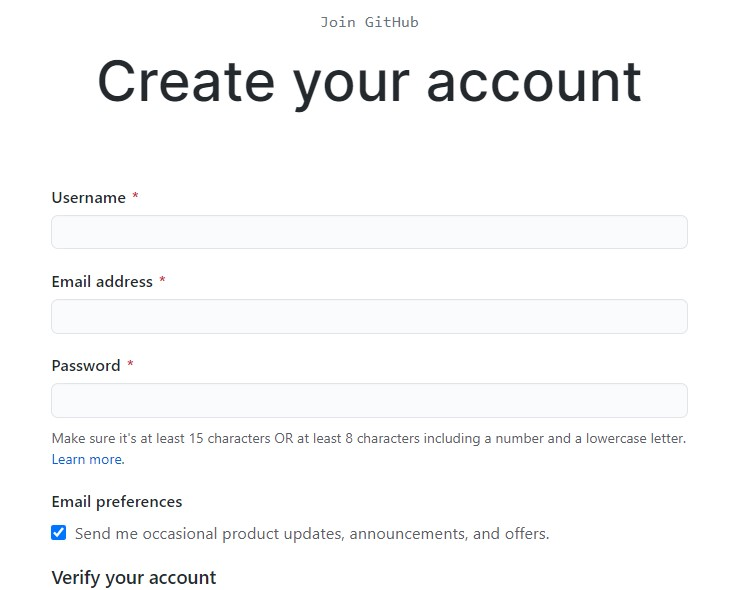 Join GitHub
Create your account
Username *
Email address *
Password *
Make sure it's at least 15 characters OR at least 8 characters including a number and a lowercase letter.
Learn more.
Email preferences
Send me occasional product updates, announcements, and offers.
Verify your account